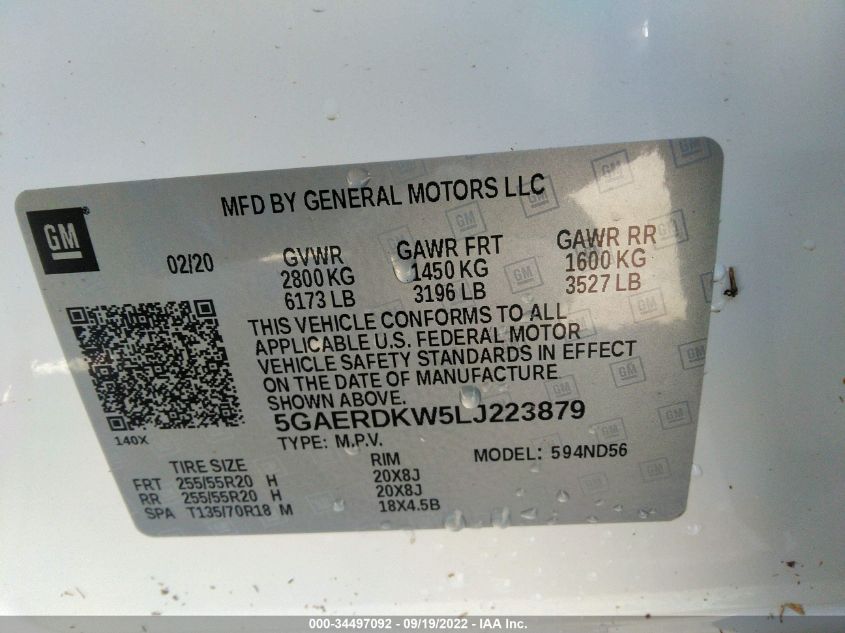 MFD BY GENERAL MOTORS LLC
GM
02/20
GVWR
2800 KG
6173 LB
GAWR FRT
1450 KG
3196 LB
GAWR RR
1600 KG
3527 LB
THIS VEHICLE CONFORMS TO ALL
APPLICABLE U.S. FEDERAL MOTOR
VEHICLE SAFETY STANDARDS IN EFFECT
ON THE DATE OF MANUFACTURE
SHOWN ABOVE.
5GAERDKW5LJ223879
140X
TYPE: M.P.V.
MODEL: 594ND56
TIRE SIZE RIM
FRT 255/55R20 H 20X8J
RR 255/55R20 H 20X8J
SPA T135/70R18 M 18X4.5B
000-34497092 - 09/19/2022 - IAA Inc.